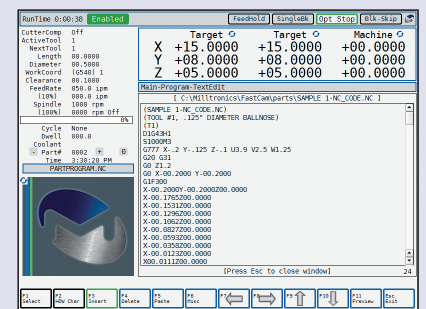 RunTime 0:00:38 Enabled FeedHold SingleBk Opt Stop Blk-Skip
CutterComp Off
ActiveTool 1
NextTool 1
Length 00.0000
Diameter 00.5000
WorkCoord (G540) 1
Clearance 00.1000
FeedRate 050.0 ipm
(10%) 000.0 ipm
Spindle 1000 rpm
(100%) 0000 rpm Off
0%
Cycle None
Dwell 000.0
Coolant
- Part# 0002 + 0
Time 3:30:20 PM
PARTPROGRAM.NC
Target Target Machine
X +15.0000 +15.0000 +00.0000
Y +08.0000 +08.0000 +00.0000
Z +05.0000 +05.0000 +00.0000
Main-Program-TextEdit
[ C:\Milltronics\FastCam\parts\SAMPLE 1-NC_CODE.NC ]
(SAMPLE 1-NC_CODE.NC)
(TOOL #1, .125" DIAMETER BALLNOSE)
(T1)
D1G43H1
S1000M3
G777 X-.2 Y-.125 Z-.1 U3.9 V2.5 W1.25
G20 G31
G0 Z1.2
G0 X-00.2000 Y-00.2000
G1F300
X-00.2000Y-00.2000Z00.0000
X-00.1765Z00.0000
X-00.1531Z00.0000
X-00.1296Z00.0000
X-00.1062Z00.0000
X-00.0827Z00.0000
X-00.0593Z00.0000
X-00.0358Z00.0000
X-00.0123Z00.0000
X00.0111Z00.0000
[Press Esc to close window] 24
F1 F2 F3 F4 F5 F6 F7 F8 F9 F10 F11 Esc
Select HDW Char Insert Delete Paste Misc Preview Exit